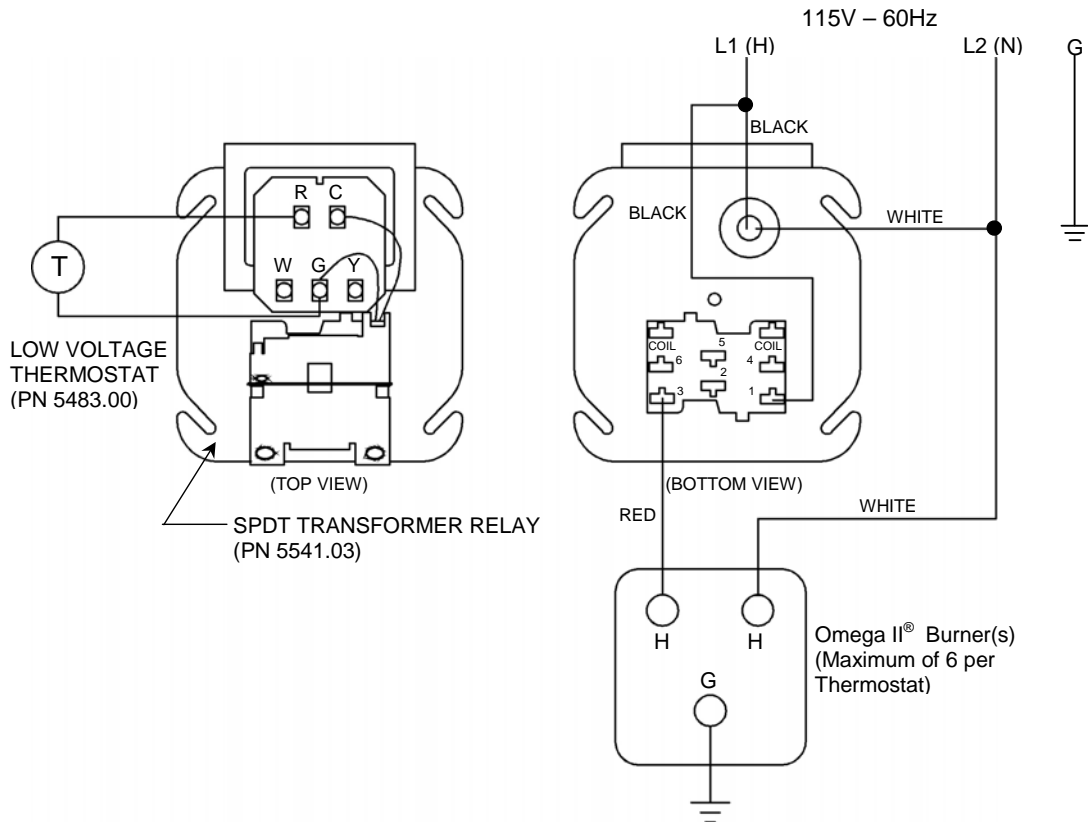 115V – 60Hz
L1 (H)
L2 (N)
G
BLACK
R C
BLACK
WHITE
T
W G Y
LOW VOLTAGE
THERMOSTAT
(PN 5483.00)
COIL
5
COIL
6
4
2
3
1
(TOP VIEW)
(BOTTOM VIEW)
RED
WHITE
SPDT TRANSFORMER RELAY
(PN 5541.03)
H
H
G
Omega II® Burner(s)
(Maximum of 6 per
Thermostat)